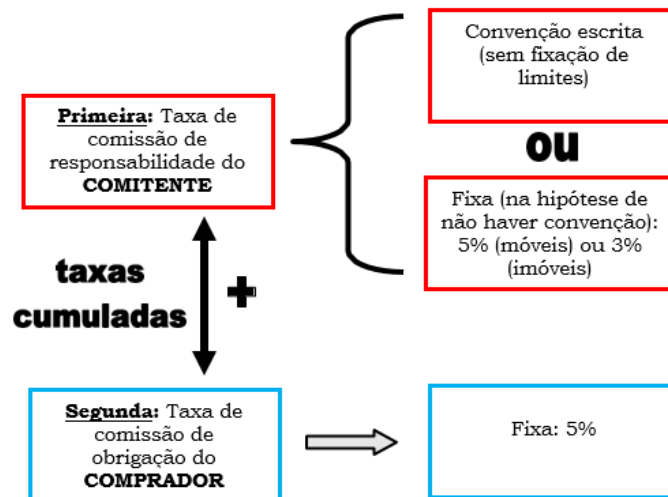 Convenção escrita
(sem fixação de
limites)
Primeira: Taxa de
comissão de
responsabilidade do
COMITENTE
ou
Fixa (na hipótese de
não haver convenção):
5% (móveis) ou 3%
(imóveis)
taxas
cumuladas
+
Segunda: Taxa de
comissão de
obrigação do
COMPRADOR
Fixa: 5%